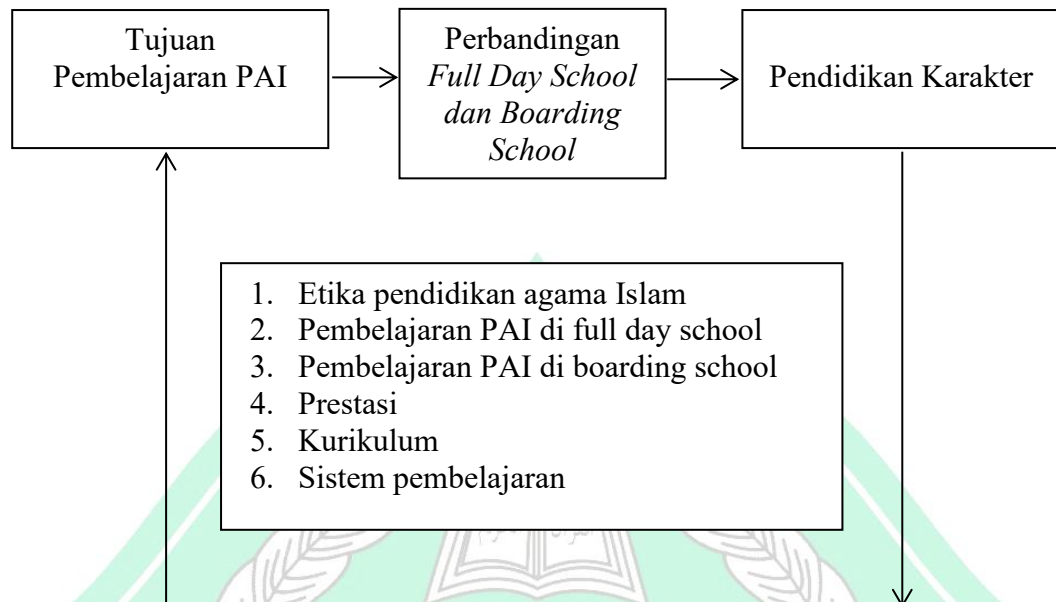 Tujuan
Pembelajaran PAI
Perbandingan
Full Day School
dan Boarding
School
Pendidikan Karakter
1. Etika pendidikan agama Islam
2. Pembelajaran PAI di full day school
3. Pembelajaran PAI di boarding school
4. Prestasi
5. Kurikulum
6. Sistem pembelajaran